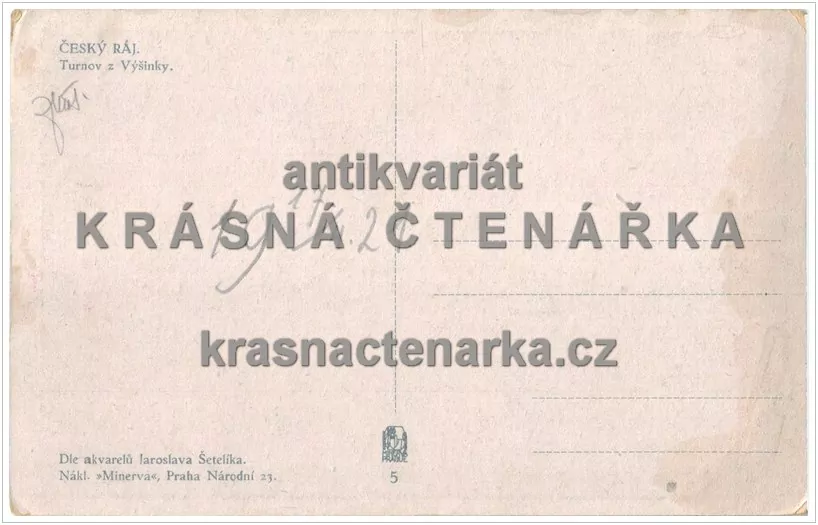 ČESKÝ RÁJ.
Turnov z Výšinky.
antikvariát
KRÁSNÁ ČTENÁŘKA
krasnactenarka.cz
Dle akvarelů Jaroslava Šetelíka.
Nákl. »Minerva«, Praha Národní 23.
5